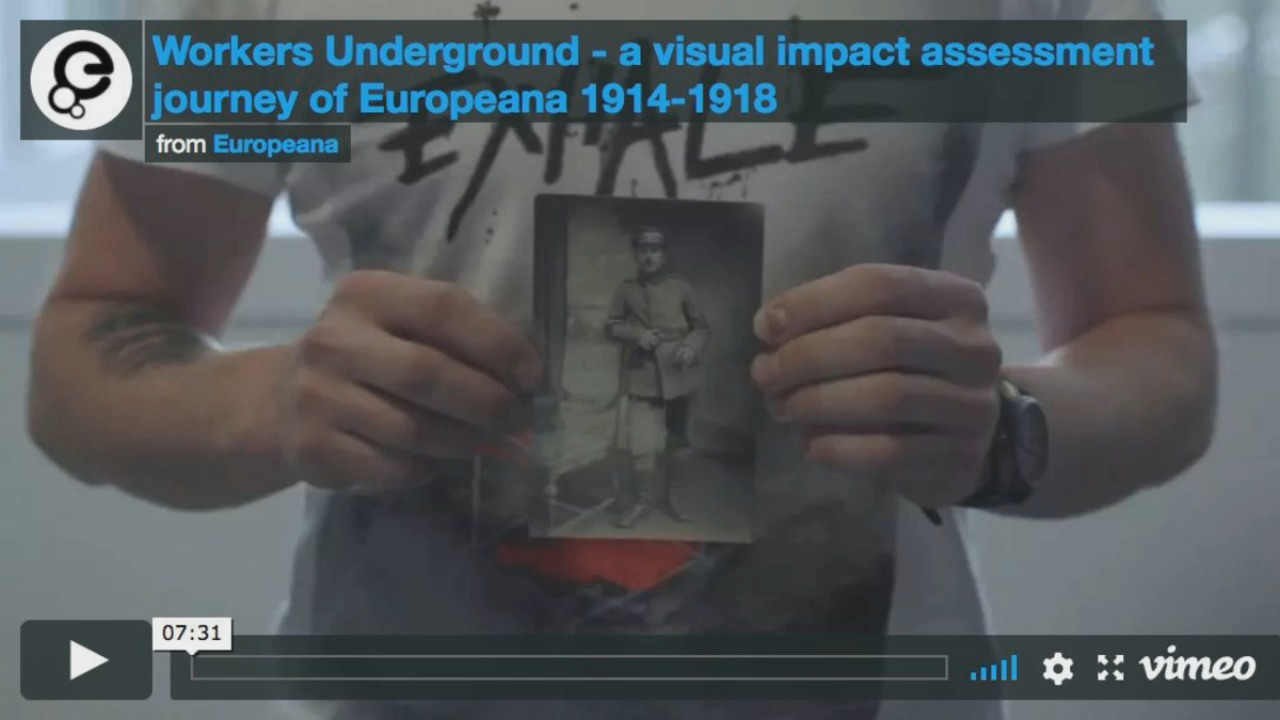 Workers Underground - a visual impact assessment
journey of Europeana 1914-1918
from Europeana
EXHALE
07:31
vimeo